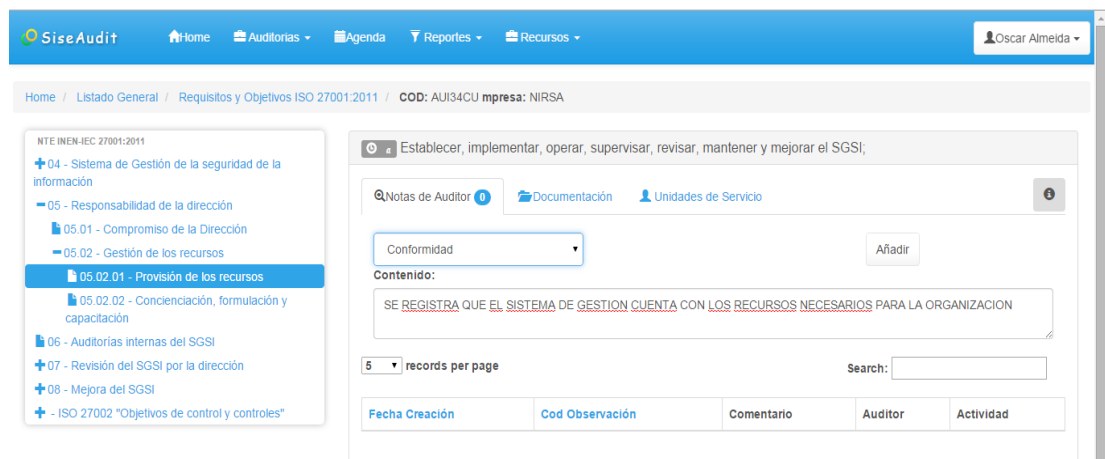 SiseAudit
Home
Auditorias
Agenda
Reportes
Recursos
Oscar Almeida
Home / Listado General / Requisitos y Objetivos ISO 27001:2011 / COD: AUI34CU mpresa: NIRSA
NTE INEN-IEC 27001:2011
04 - Sistema de Gestión de la seguridad de la
información
05 - Responsabilidad de la dirección
05.01 - Compromiso de la Dirección
05.02 - Gestión de los recursos
05.02.01 - Provisión de los recursos
05.02.02 - Concienciación, formulación y
capacitación
06 - Auditorías internas del SGSI
07 - Revisión del SGSI por la dirección
08 - Mejora del SGSI
- ISO 27002 "Objetivos de control y controles"
a Establecer, implementar, operar, supervisar, revisar, mantener y mejorar el SGSI;
Notas de Auditor 0
Documentación
Unidades de Servicio
Conformidad
Añadir
Contenido:
SE REGISTRA QUE EL SISTEMA DE GESTION CUENTA CON LOS RECURSOS NECESARIOS PARA LA ORGANIZACION
5 records per page
Search:
Fecha Creación
Cod Observación
Comentario
Auditor
Actividad